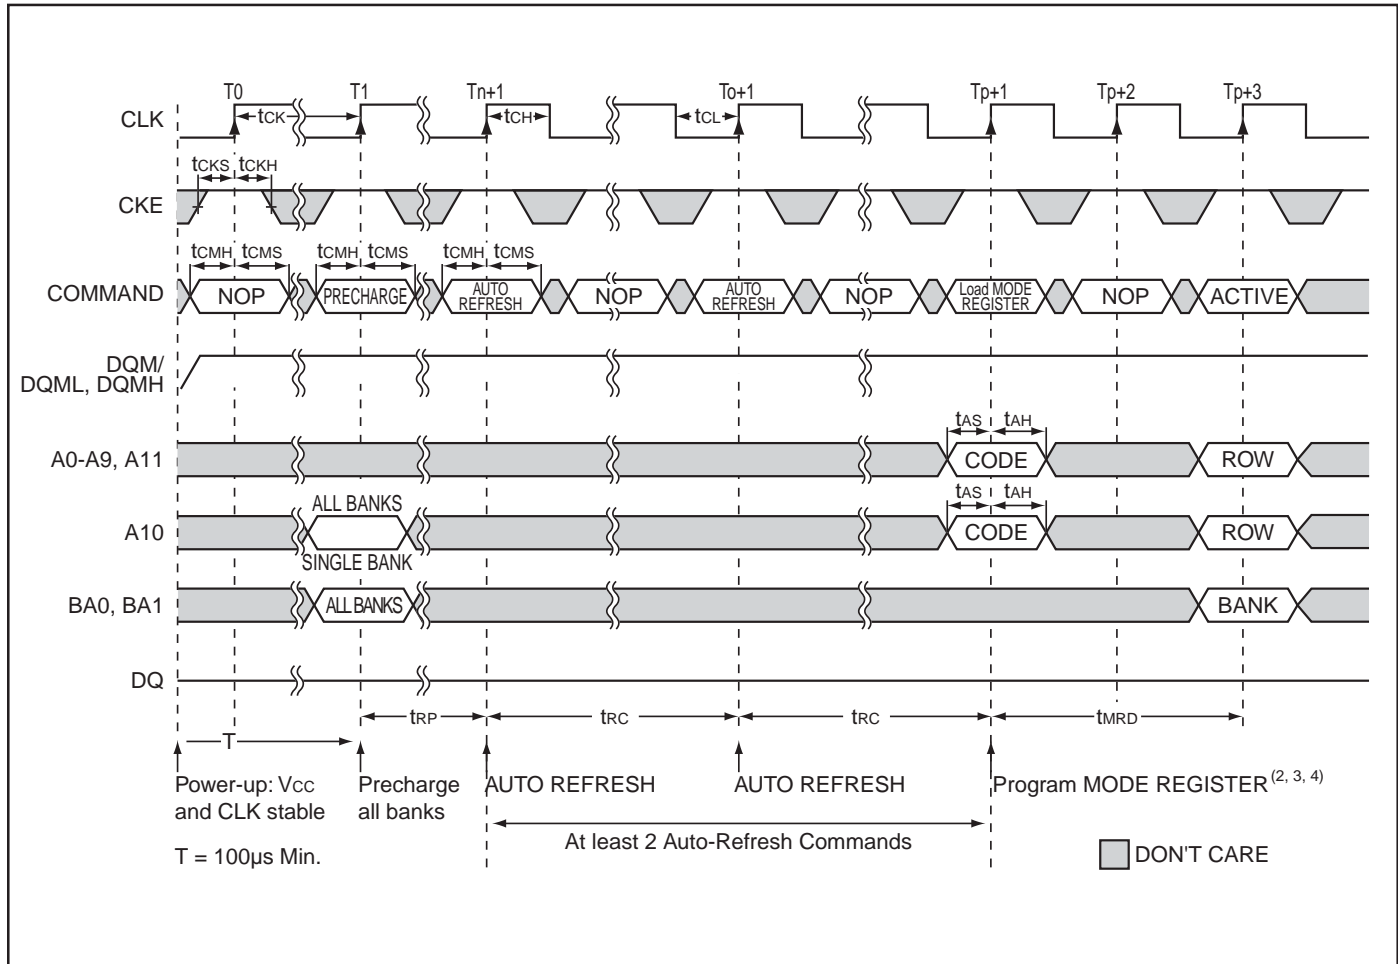 T0 T1 Tn+1 To+1 Tp+1 Tp+2 Tp+3
CLK tCK tCH tCL
tCKS tCKH
CKE
tCMH tCMS tCMH tCMS tCMH tCMS
COMMAND NOP PRECHARGE AUTO REFRESH NOP AUTO REFRESH NOP Load MODE REGISTER NOP ACTIVE
DQM/
DQML, DQMH
tAS tAH
A0-A9, A11 CODE ROW
ALL BANKS tAS tAH
A10 CODE ROW
SINGLE BANK
BA0, BA1 ALL BANKS BANK
DQ
tRP tRC tRC tMRD
T
Power-up: VCC Precharge AUTO REFRESH AUTO REFRESH Program MODE REGISTER (2, 3, 4)
and CLK stable all banks
At least 2 Auto-Refresh Commands
T = 100µs Min. DON'T CARE